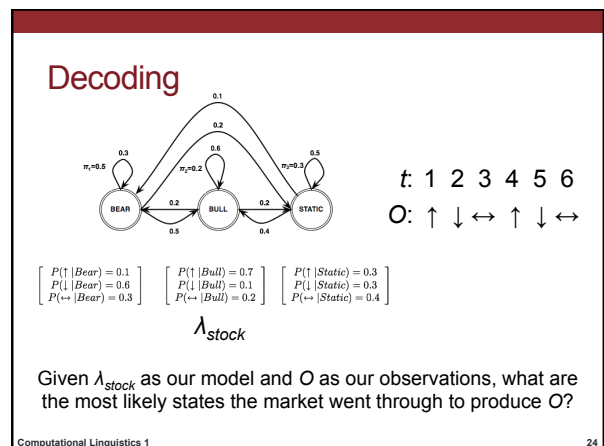 Decoding
0.1
0.2
0.3
π₁=0.5
0.6
π₂=0.2
0.5
π₃=0.3
BEAR
0.2
0.5
BULL
0.2
0.4
STATIC
t: 1 2 3 4 5 6
O: ↑ ↓ ↔ ↑ ↓ ↔
P(↑ |Bear) = 0.1
P(↓ |Bear) = 0.6
P(↔ |Bear) = 0.3
P(↑ |Bull) = 0.7
P(↓ |Bull) = 0.1
P(↔ |Bull) = 0.2
P(↑ |Static) = 0.3
P(↓ |Static) = 0.3
P(↔ |Static) = 0.4
λstock
Given λstock as our model and O as our observations, what are
the most likely states the market went through to produce O?
Computational Linguistics 1 24